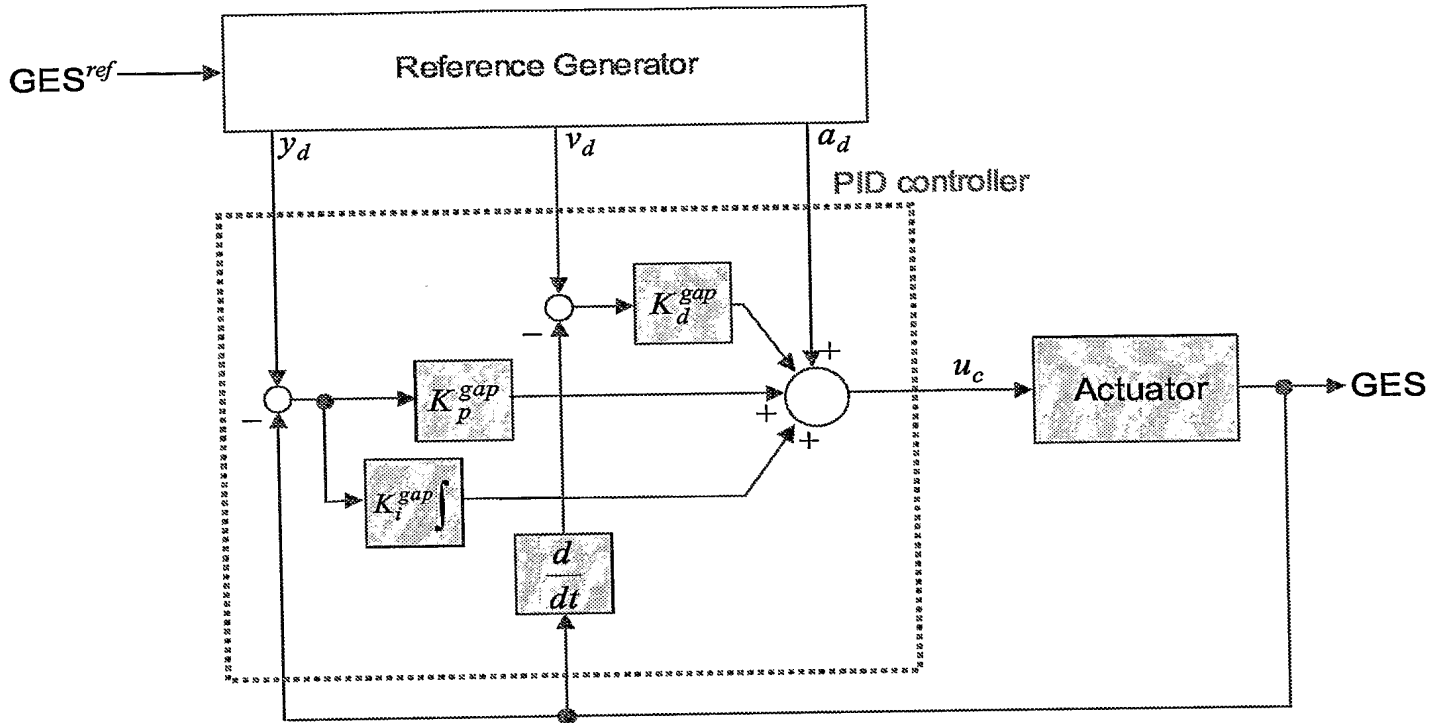 Reference Generator
GES^ref
y_d
v_d
a_d
PID controller
K_d^gap
+
−
u_c
Actuator
GES
K_p^gap
+
−
+
K_i^gap ∫
d
dt